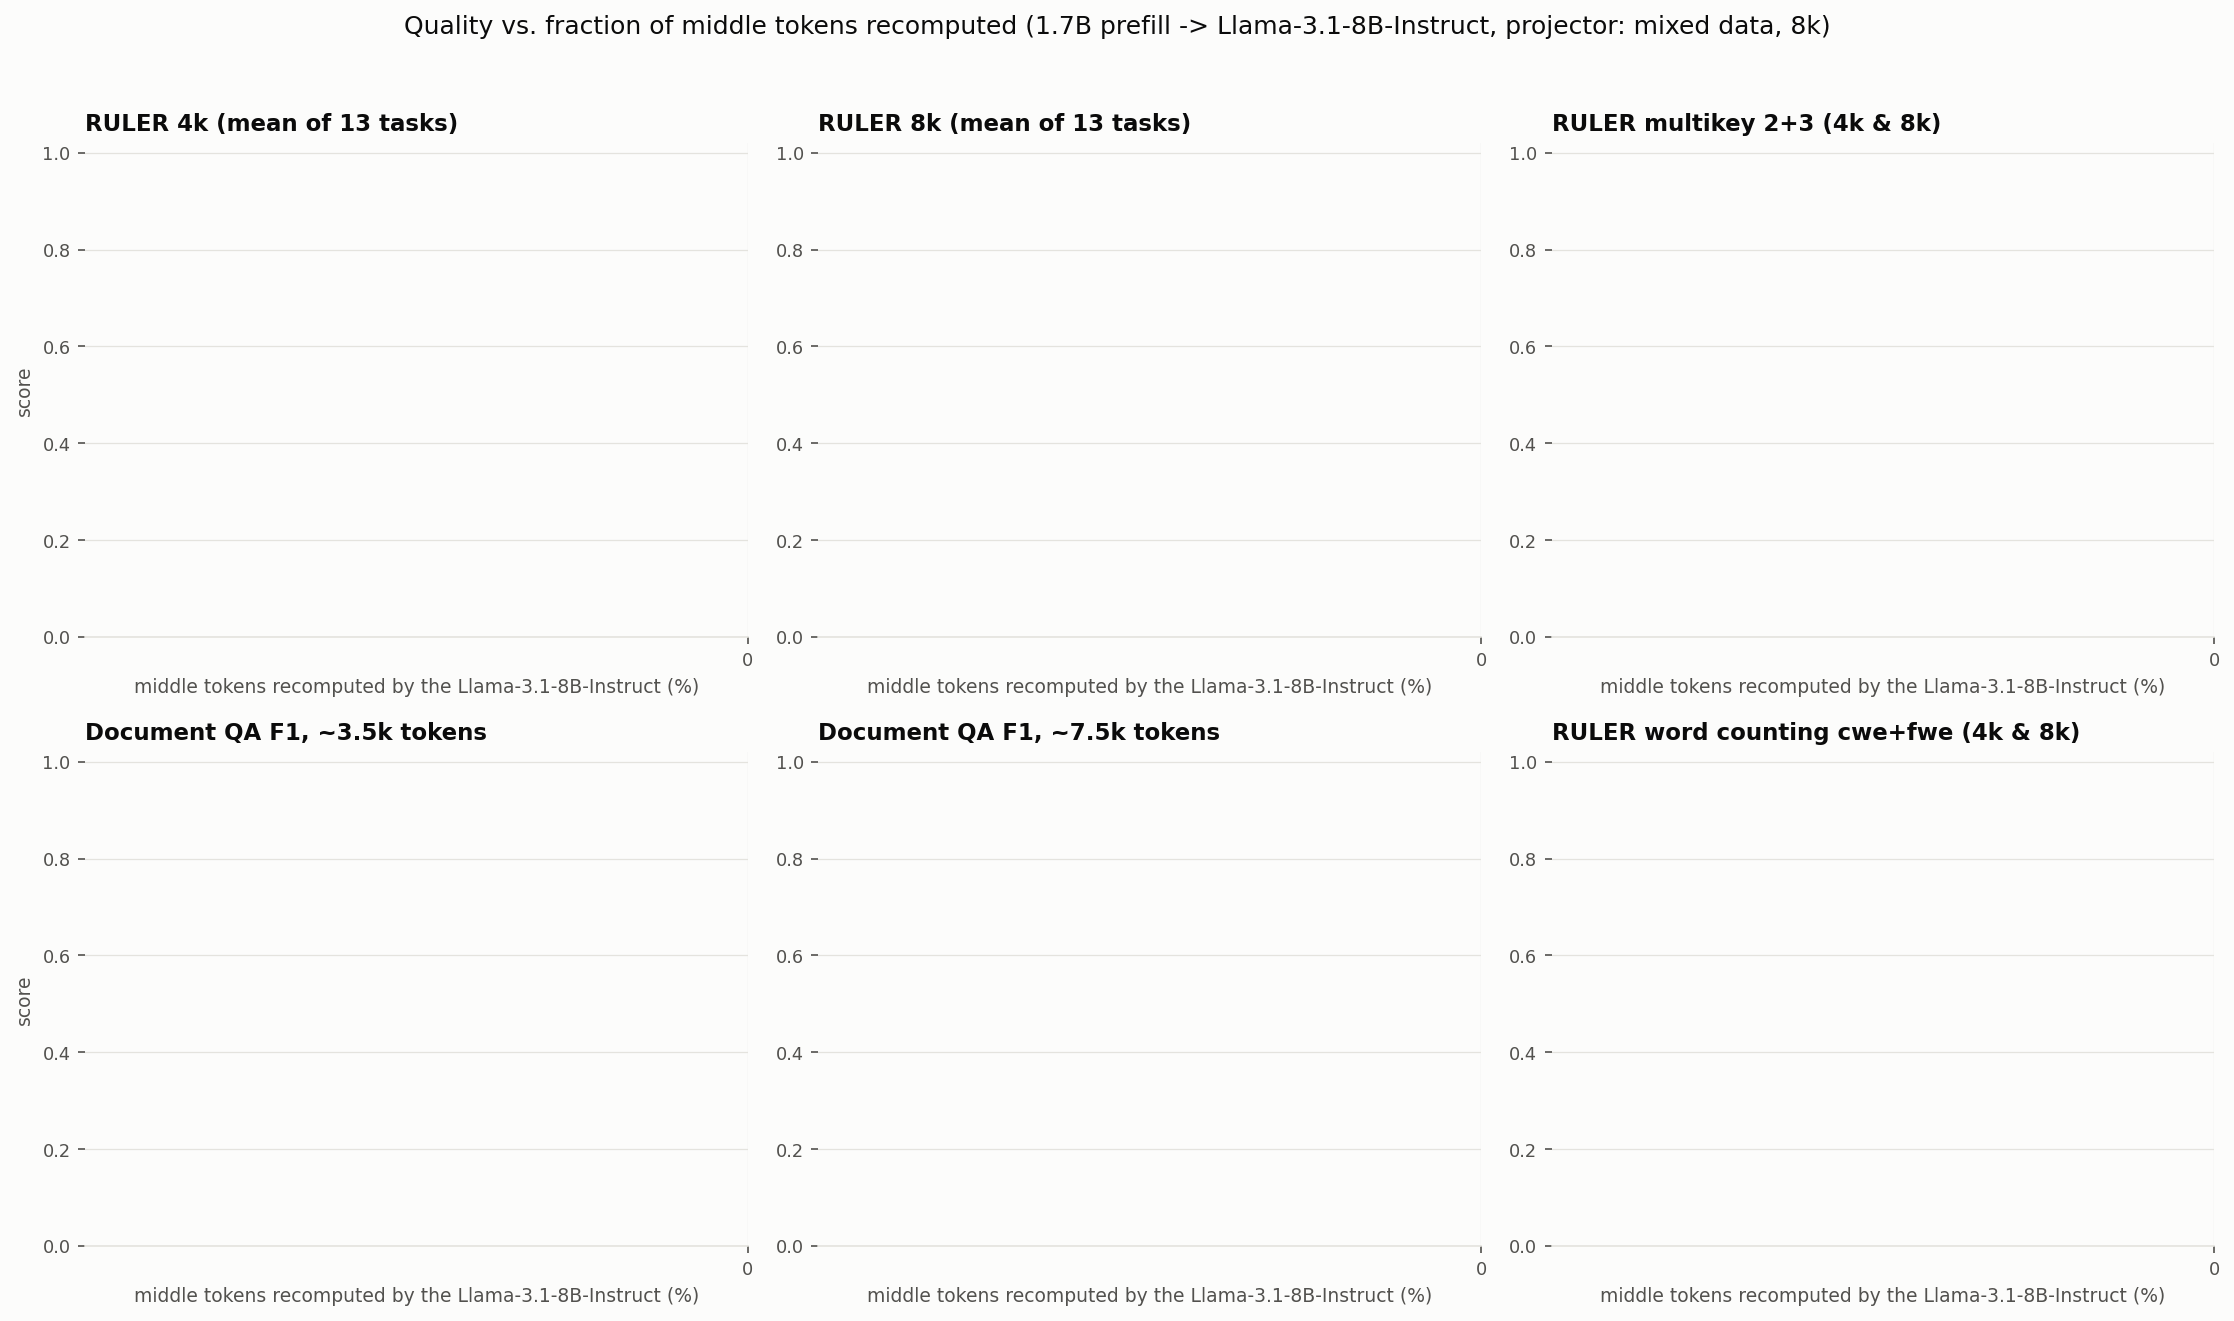 Quality vs. fraction of middle tokens recomputed (1.7B prefill -> Llama-3.1-8B-Instruct, projector: mixed data, 8k)
RULER 4k (mean of 13 tasks)
1.0
0.8
0.6
0.4
0.2
0.0
score
0
middle tokens recomputed by the Llama-3.1-8B-Instruct (%)
RULER 8k (mean of 13 tasks)
1.0
0.8
0.6
0.4
0.2
0.0
0
middle tokens recomputed by the Llama-3.1-8B-Instruct (%)
RULER multikey 2+3 (4k & 8k)
1.0
0.8
0.6
0.4
0.2
0.0
0
middle tokens recomputed by the Llama-3.1-8B-Instruct (%)
Document QA F1, ~3.5k tokens
1.0
0.8
0.6
0.4
0.2
0.0
score
0
middle tokens recomputed by the Llama-3.1-8B-Instruct (%)
Document QA F1, ~7.5k tokens
1.0
0.8
0.6
0.4
0.2
0.0
0
middle tokens recomputed by the Llama-3.1-8B-Instruct (%)
RULER word counting cwe+fwe (4k & 8k)
1.0
0.8
0.6
0.4
0.2
0.0
0
middle tokens recomputed by the Llama-3.1-8B-Instruct (%)